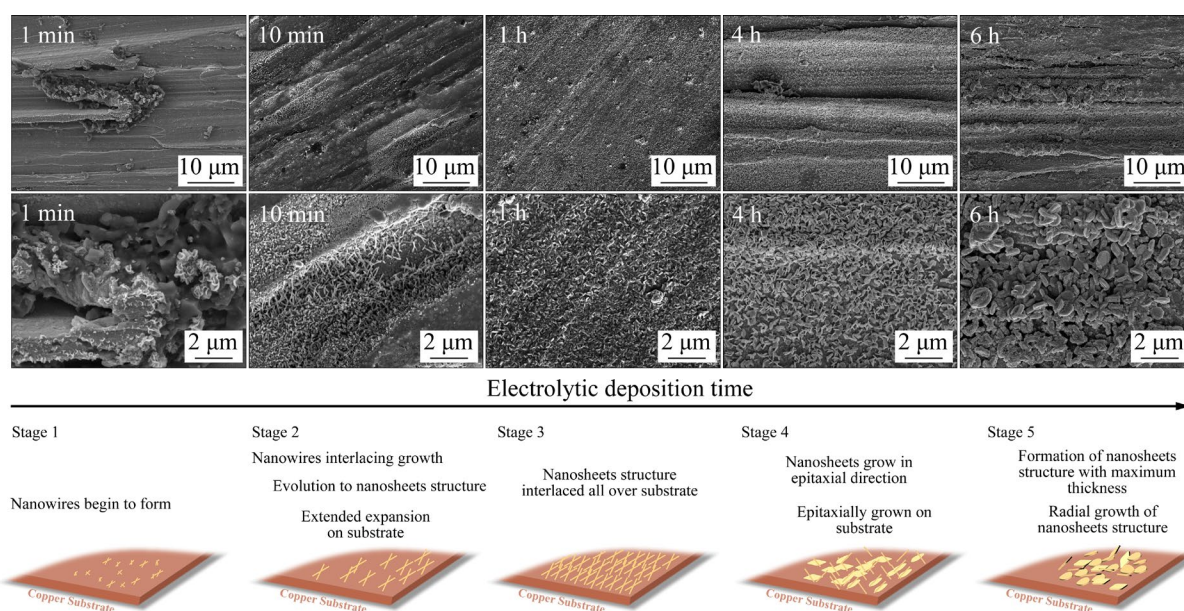 1 min
10 min
1 h
4 h
6 h
10 μm
10 μm
10 μm
10 μm
10 μm
1 min
10 min
1 h
4 h
6 h
2 μm
2 μm
2 μm
2 μm
2 μm
Electrolytic deposition time
Stage 1
Nanowires begin to form
Copper Substrate
Stage 2
Nanowires interlacing growth
Evolution to nanosheets structure
Extended expansion
on substrate
Copper Substrate
Stage 3
Nanosheets structure
interlaced all over substrate
Copper Substrate
Stage 4
Nanosheets grow in
epitaxial direction
Epitaxially grown on
substrate
Copper Substrate
Stage 5
Formation of nanosheets
structure with maximum
thickness
Radial growth of
nanosheets structure
Copper Substrate